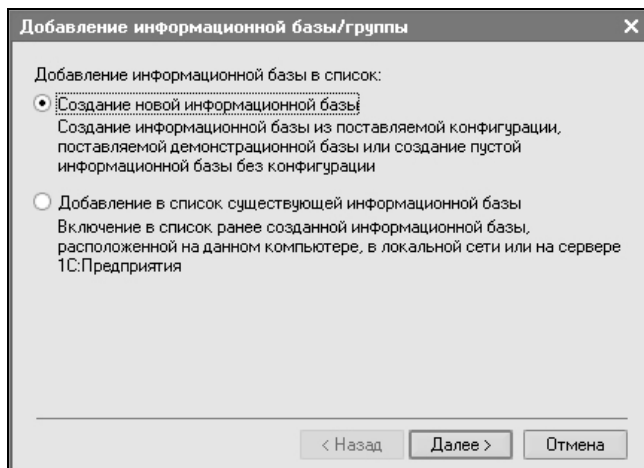 Добавление информационной базы/группы
Добавление информационной базы в список:
Создание новой информационной базы
Создание информационной базы из поставляемой конфигурации,
поставляемой демонстрационной базы или создание пустой
информационной базы без конфигурации
Добавление в список существующей информационной базы
Включение в список ранее созданной информационной базы,
расположенной на данном компьютере, в локальной сети или на сервере
1С:Предприятия
< Назад Далее > Отмена